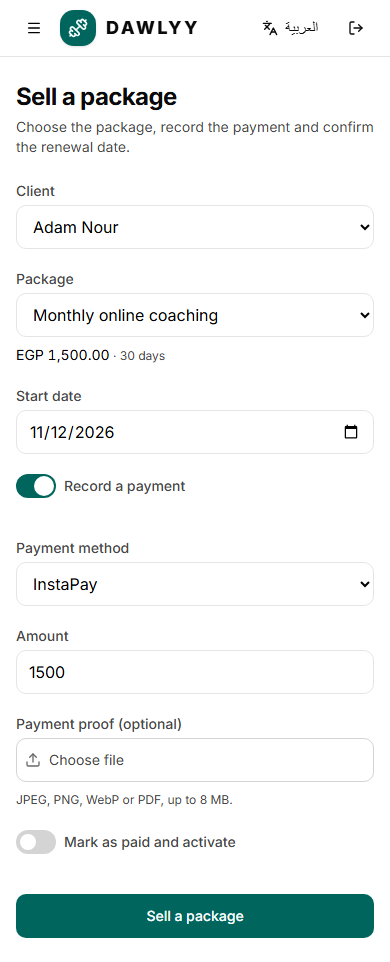 DAWLYY
العربية
Sell a package
Choose the package, record the payment and confirm
the renewal date.
Client
Adam Nour
Package
Monthly online coaching
EGP 1,500.00 · 30 days
Start date
11/12/2026
Record a payment
Payment method
InstaPay
Amount
1500
Payment proof (optional)
Choose file
JPEG, PNG, WebP or PDF, up to 8 MB.
Mark as paid and activate
Sell a package